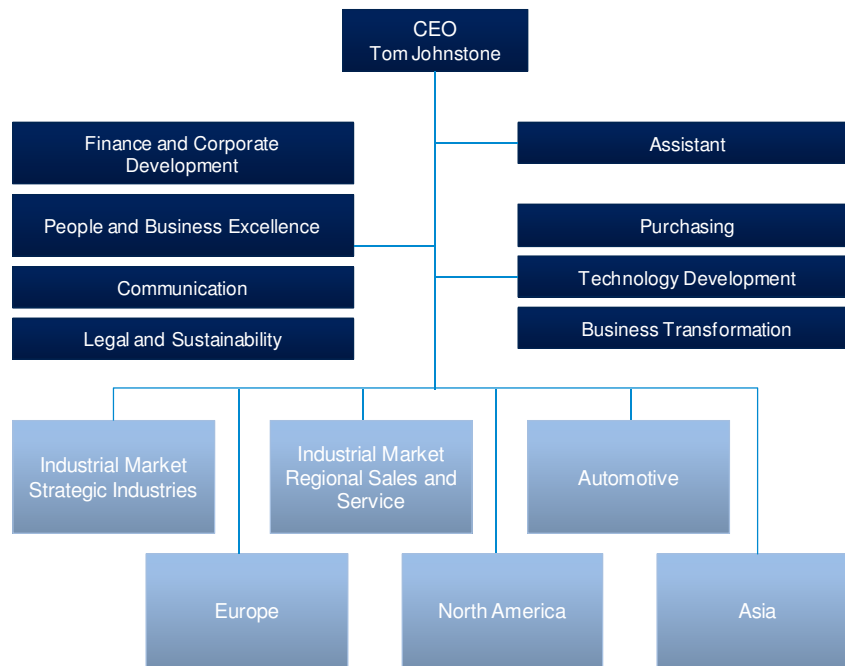 CEO
Tom Johnstone
Finance and Corporate
Development
Assistant
People and Business Excellence
Purchasing
Communication
Technology Development
Legal and Sustainability
Business Transformation
Industrial Market
Strategic Industries
Industrial Market
Regional Sales and
Service
Automotive
Europe
North America
Asia